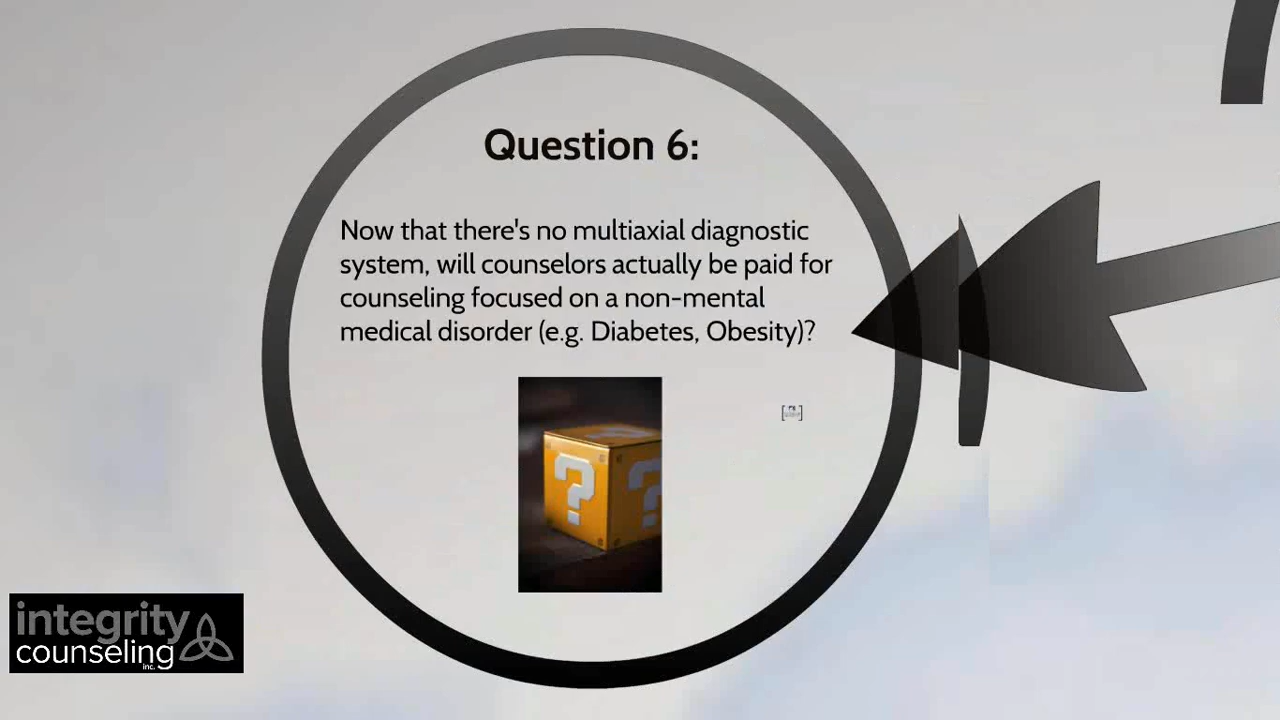 Question 6:
Now that there's no multiaxial diagnostic
system, will counselors actually be paid for
counseling focused on a non-mental
medical disorder (e.g. Diabetes, Obesity)?
? ?
integrity
counseling
inc.